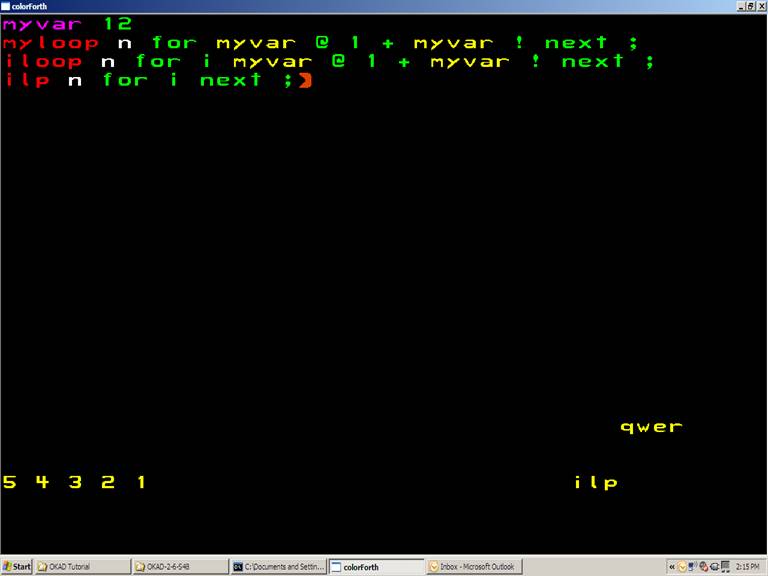 colorForth
myvar 12
myloop n for myvar @ 1 + myvar ! next ;
iloop n for i myvar @ 1 + myvar ! next ;
ilp n for i next ;
qwer
5 4 3 2 1 ilp
Start OKAD Tutorial OKAD-2-6-S4B C:\Documents and Settin... colorForth Inbox - Microsoft Outlook « 2:15 PM